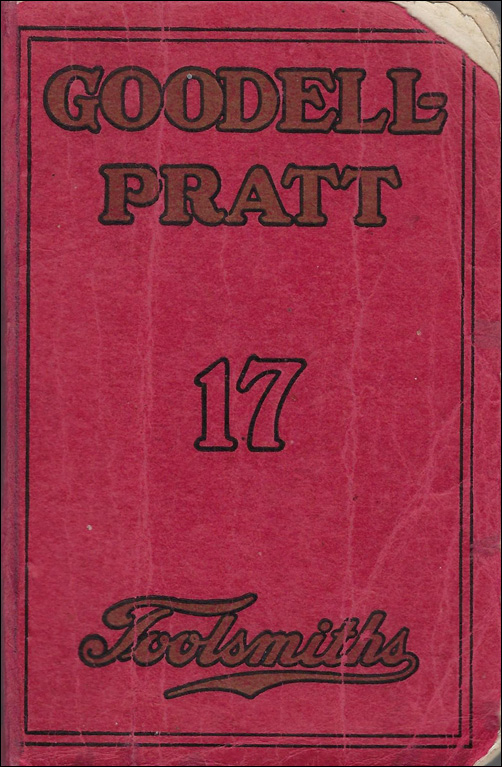 GOODELL-
PRATT
17
Toolsmiths